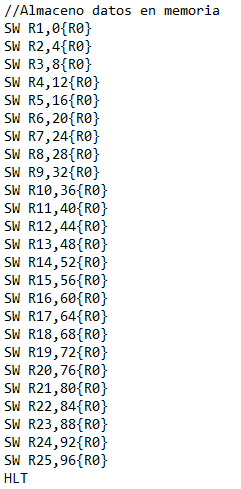 //Almaceno datos en memoria
SW R1,0{R0}
SW R2,4{R0}
SW R3,8{R0}
SW R4,12{R0}
SW R5,16{R0}
SW R6,20{R0}
SW R7,24{R0}
SW R8,28{R0}
SW R9,32{R0}
SW R10,36{R0}
SW R11,40{R0}
SW R12,44{R0}
SW R13,48{R0}
SW R14,52{R0}
SW R15,56{R0}
SW R16,60{R0}
SW R17,64{R0}
SW R18,68{R0}
SW R19,72{R0}
SW R20,76{R0}
SW R21,80{R0}
SW R22,84{R0}
SW R23,88{R0}
SW R24,92{R0}
SW R25,96{R0}
HLT